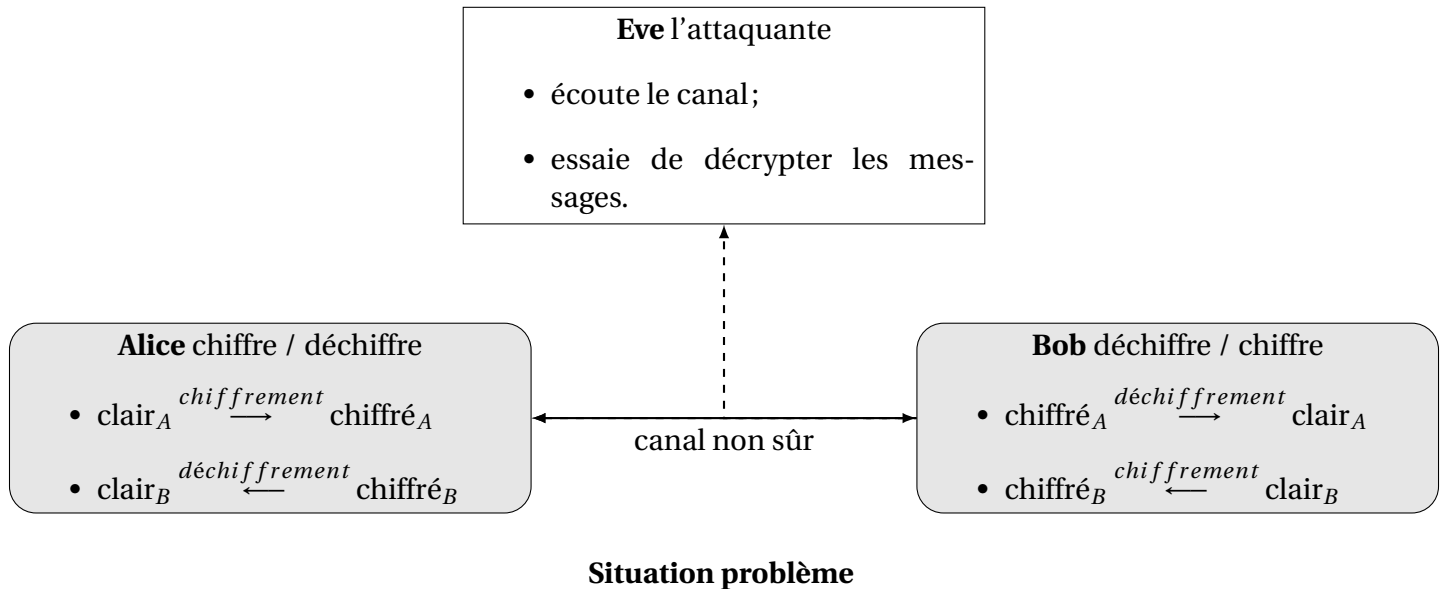 Eve l'attaquante
• écoute le canal;
• essaie de décrypter les mes-
sages.
Alice chiffre / déchiffre
• clair_A chiffrement⟶ chiffré_A
• clair_B déchiffrement⟵ chiffré_B
canal non sûr
Bob déchiffre / chiffre
• chiffré_A déchiffrement⟶ clair_A
• chiffré_B chiffrement⟵ clair_B
Situation problème